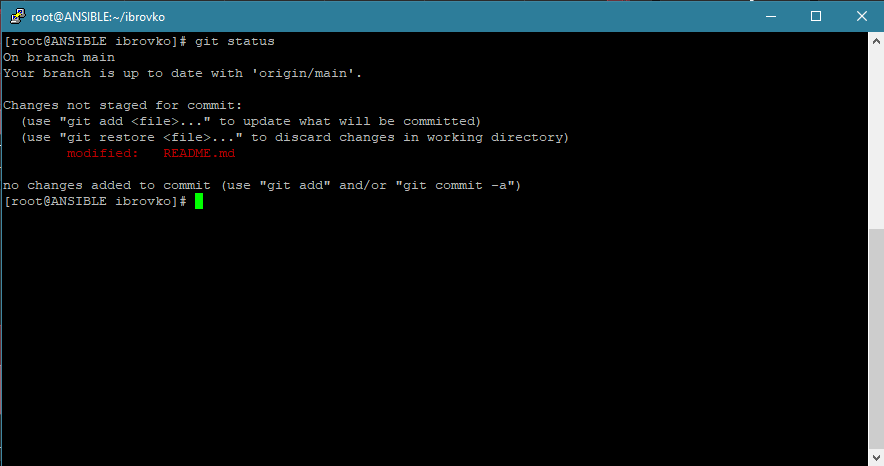 root@ANSIBLE:~/ibrovko
[root@ANSIBLE ibrovko]# git status
On branch main
Your branch is up to date with 'origin/main'.
Changes not staged for commit:
  (use "git add <file>..." to update what will be committed)
  (use "git restore <file>..." to discard changes in working directory)
        modified:   README.md
no changes added to commit (use "git add" and/or "git commit -a")
[root@ANSIBLE ibrovko]#